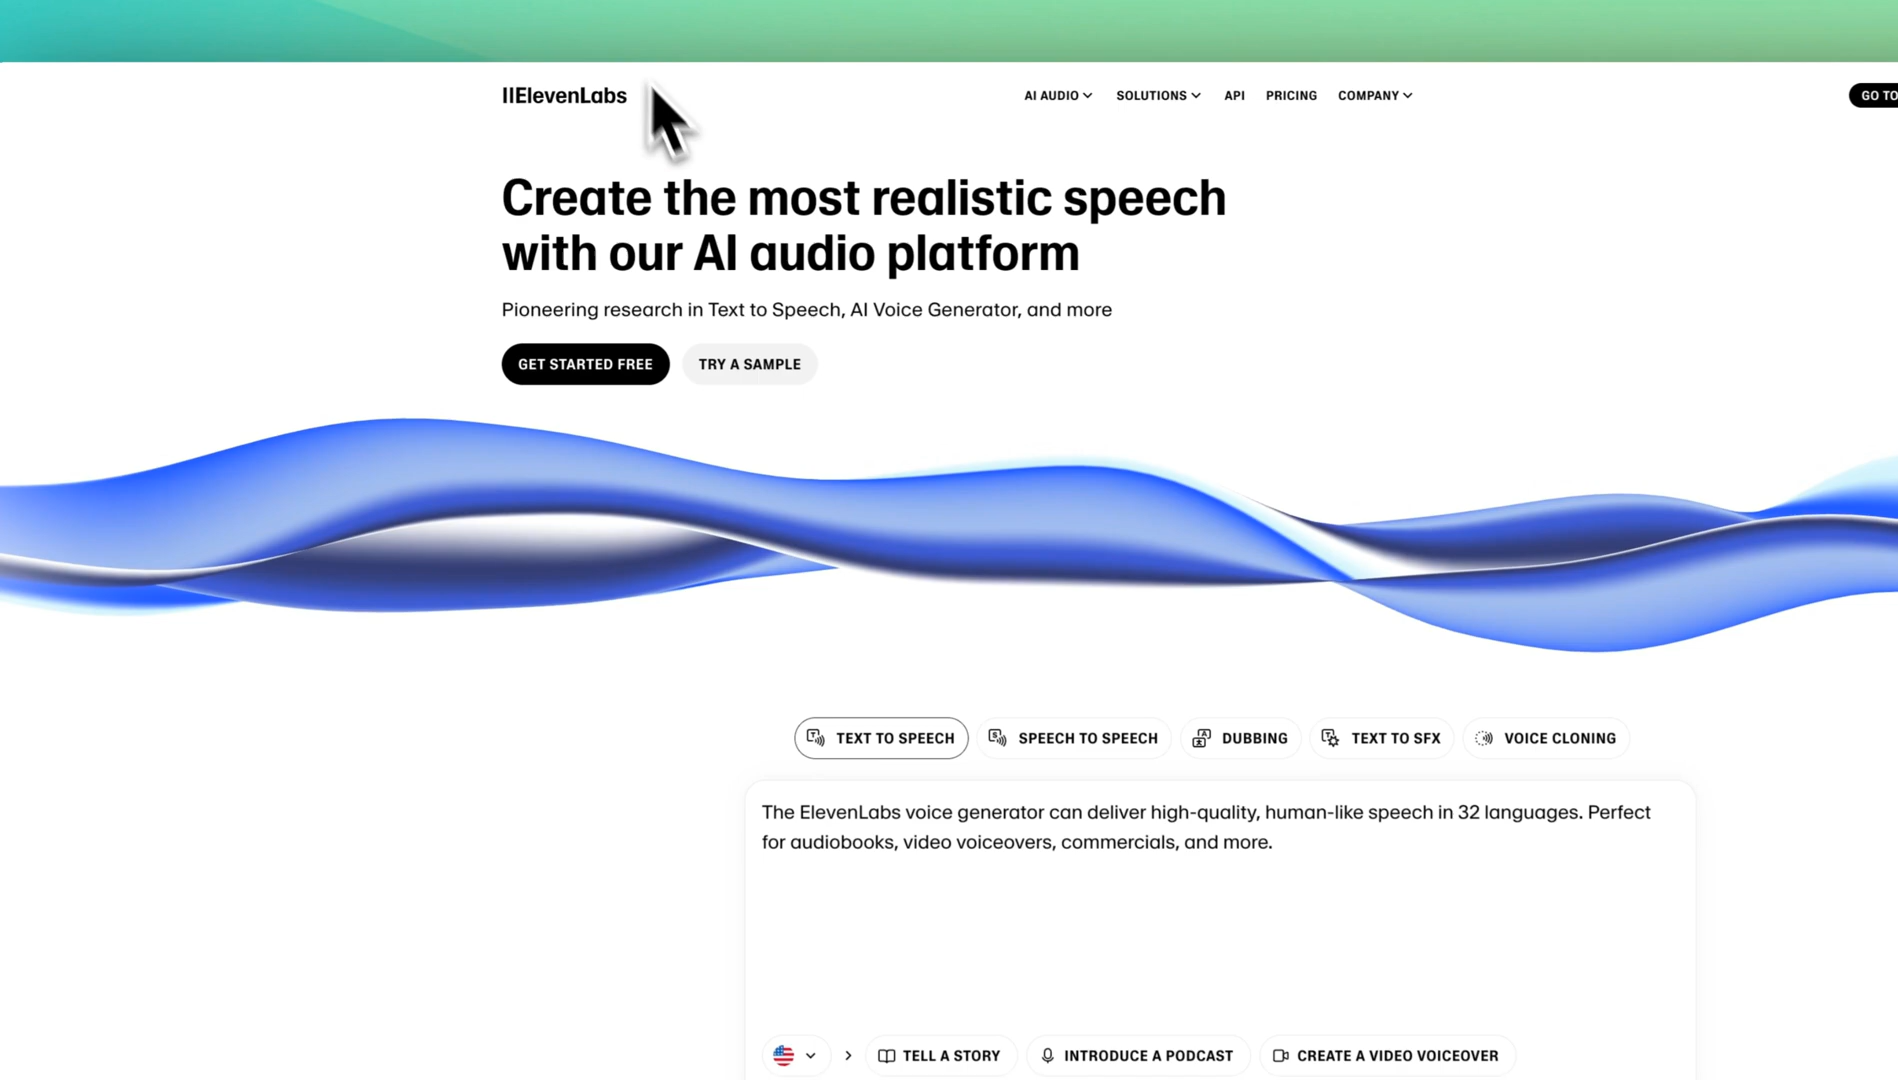 IIElevenLabs
AI AUDIO
SOLUTIONS
API
PRICING
COMPANY
GO TO
Create the most realistic speech
with our AI audio platform
Pioneering research in Text to Speech, AI Voice Generator, and more
GET STARTED FREE
TRY A SAMPLE
TEXT TO SPEECH
SPEECH TO SPEECH
DUBBING
TEXT TO SFX
VOICE CLONING
The ElevenLabs voice generator can deliver high-quality, human-like speech in 32 languages. Perfect
for audiobooks, video voiceovers, commercials, and more.
TELL A STORY
INTRODUCE A PODCAST
CREATE A VIDEO VOICEOVER